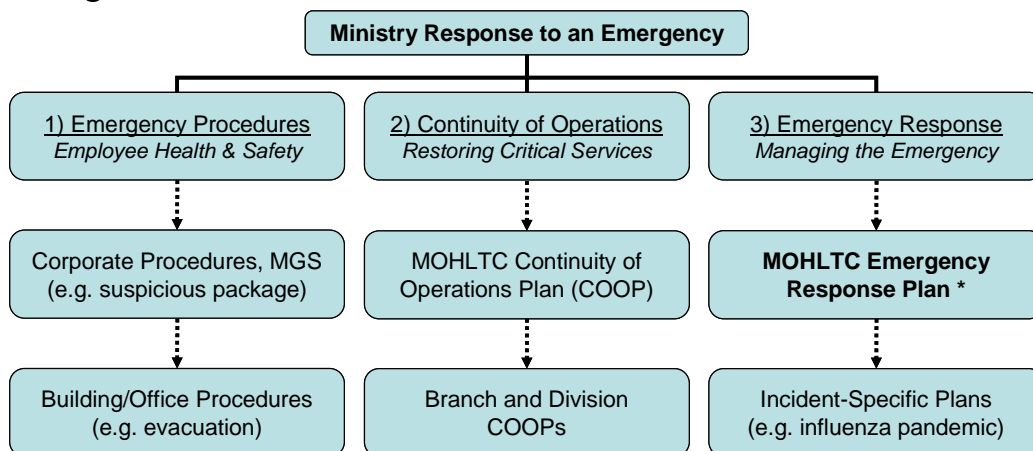 Ministry Response to an Emergency
1) Emergency Procedures
Employee Health & Safety
2) Continuity of Operations
Restoring Critical Services
3) Emergency Response
Managing the Emergency
Corporate Procedures, MGS
(e.g. suspicious package)
MOHLTC Continuity of
Operations Plan (COOP)
MOHLTC Emergency
Response Plan *
Building/Office Procedures
(e.g. evacuation)
Branch and Division
COOPs
Incident-Specific Plans
(e.g. influenza pandemic)